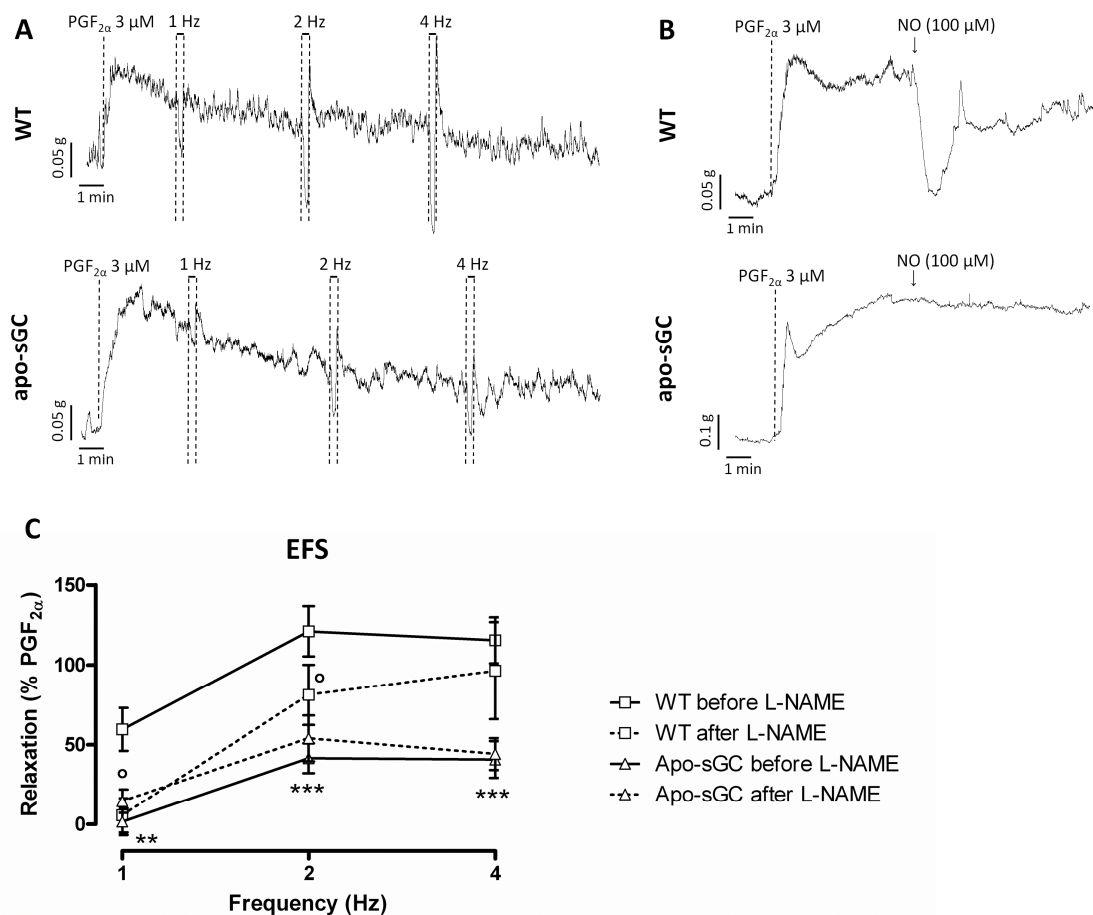 A
PGF2α 3 μM 1 Hz 2 Hz 4 Hz
WT
0.05 g
1 min
PGF2α 3 μM 1 Hz 2 Hz 4 Hz
apo-sGC
0.05 g
1 min
B
PGF2α 3 μM NO (100 μM)
WT
0.05 g
1 min
PGF2α 3 μM NO (100 μM)
apo-sGC
0.1 g
1 min
C
EFS
Relaxation (% PGF2α)
150
100
50
0
°
°
**
***
***
1 2 4
Frequency (Hz)
WT before L-NAME
WT after L-NAME
Apo-sGC before L-NAME
Apo-sGC after L-NAME